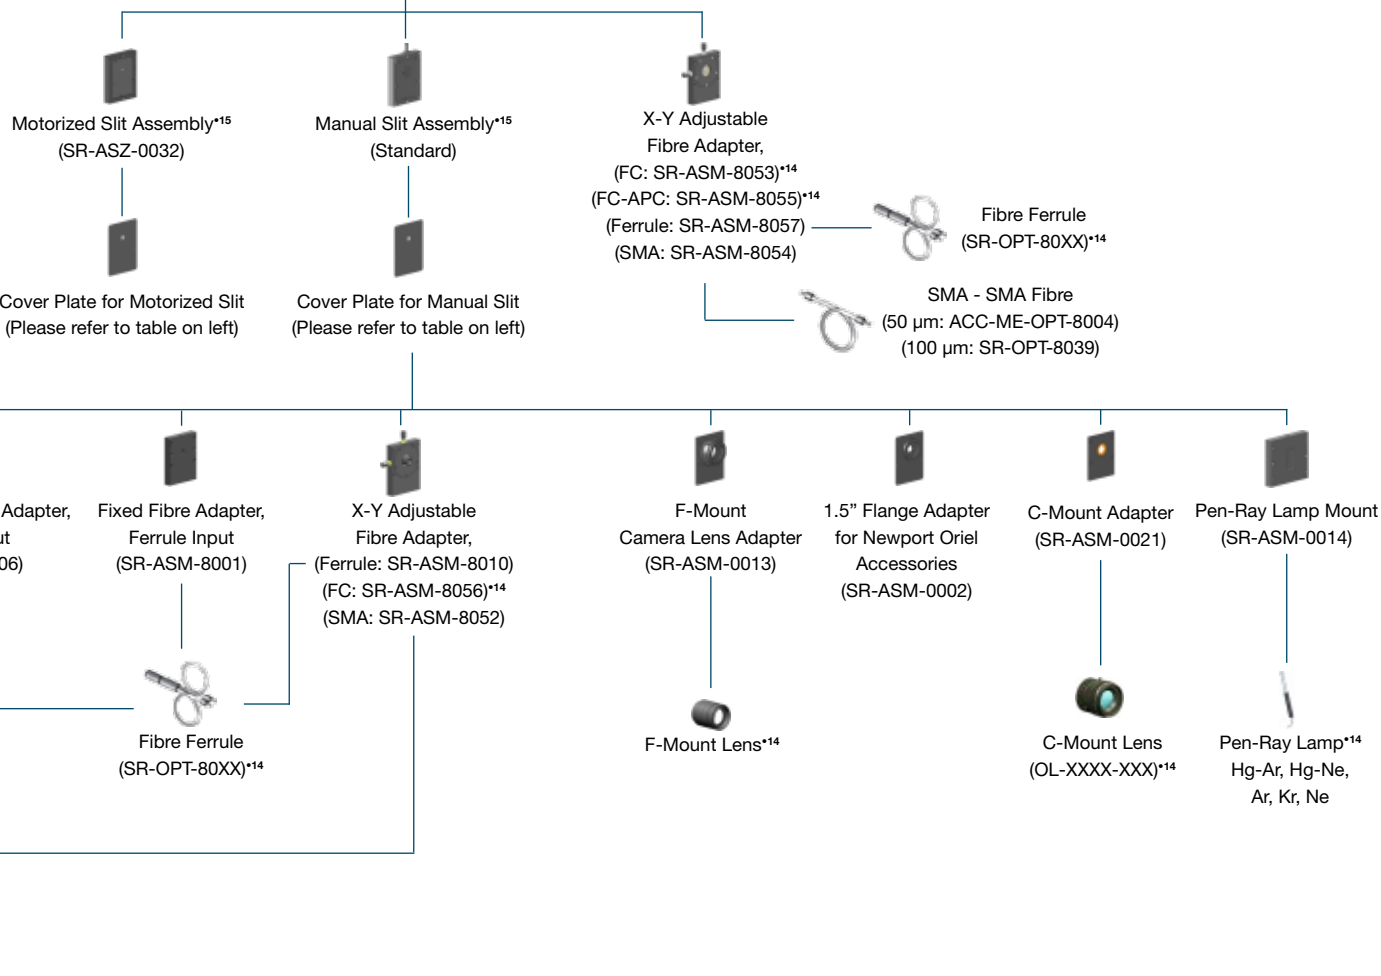 Motorized Slit Assembly•15
(SR-ASZ-0032)
Manual Slit Assembly•15
(Standard)
X-Y Adjustable
Fibre Adapter,
(FC: SR-ASM-8053)•14
(FC-APC: SR-ASM-8055)•14
(Ferrule: SR-ASM-8057)
(SMA: SR-ASM-8054)
Fibre Ferrule
(SR-OPT-80XX)•14
SMA - SMA Fibre
(50 µm: ACC-ME-OPT-8004)
(100 µm: SR-OPT-8039)
Cover Plate for Motorized Slit
(Please refer to table on left)
Cover Plate for Manual Slit
(Please refer to table on left)
Adapter,
ut
06)
Fixed Fibre Adapter,
Ferrule Input
(SR-ASM-8001)
X-Y Adjustable
Fibre Adapter,
(Ferrule: SR-ASM-8010)
(FC: SR-ASM-8056)•14
(SMA: SR-ASM-8052)
F-Mount
Camera Lens Adapter
(SR-ASM-0013)
1.5” Flange Adapter
for Newport Oriel
Accessories
(SR-ASM-0002)
C-Mount Adapter
(SR-ASM-0021)
Pen-Ray Lamp Mount
(SR-ASM-0014)
Fibre Ferrule
(SR-OPT-80XX)•14
F-Mount Lens•14
C-Mount Lens
(OL-XXXX-XXX)•14
Pen-Ray Lamp•14
Hg-Ar, Hg-Ne,
Ar, Kr, Ne